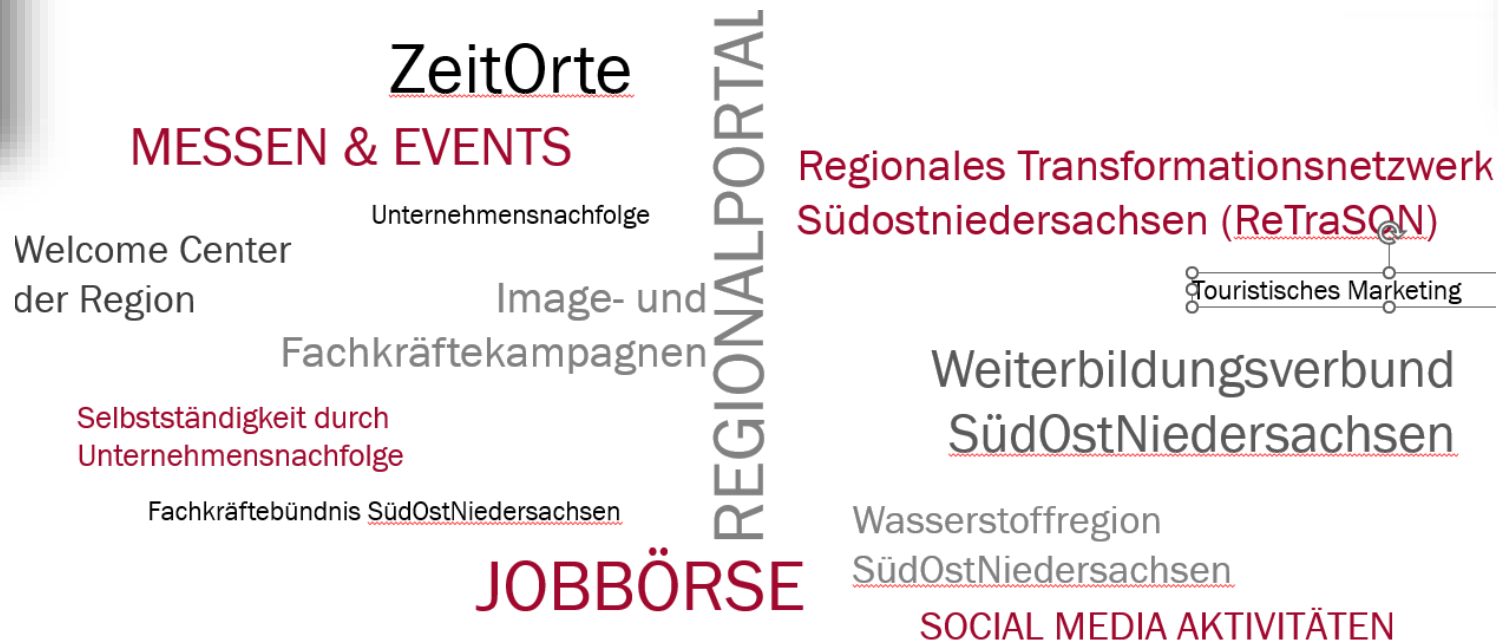 ZeitOrte
MESSEN & EVENTS
Unternehmensnachfolge
Welcome Center
der Region
Image- und
Fachkräftekampagnen
Selbstständigkeit durch
Unternehmensnachfolge
Fachkräftebündnis SüdOstNiedersachsen
JOBBÖRSE
REGIONALPORTAL
Regionales Transformationsnetzwerk
Südostniedersachsen (ReTraSON)
Touristisches Marketing
Weiterbildungsverbund
SüdOstNiedersachsen
Wasserstoffregion
SüdOstNiedersachsen
SOCIAL MEDIA AKTIVITÄTEN